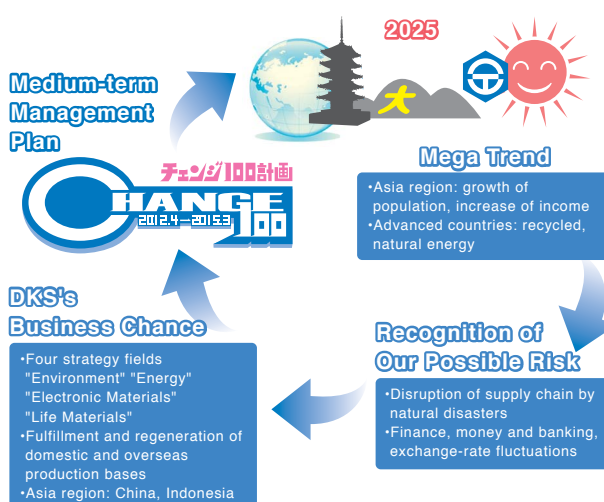 2025
大
Medium-term
Management
Plan
チェンジ100計画
CHANGE
2012.4—2015.3
100
Mega Trend
•Asia region: growth of
population, increase of income
•Advanced countries: recycled,
natural energy
Recognition of
Our Possible Risk
•Disruption of supply chain by
natural disasters
•Finance, money and banking,
exchange-rate fluctuations
DKS's
Business Chance
•Four strategy fields
"Environment" "Energy"
"Electronic Materials"
"Life Materials"
•Fulfillment and regeneration of
domestic and overseas
production bases
•Asia region: China, Indonesia